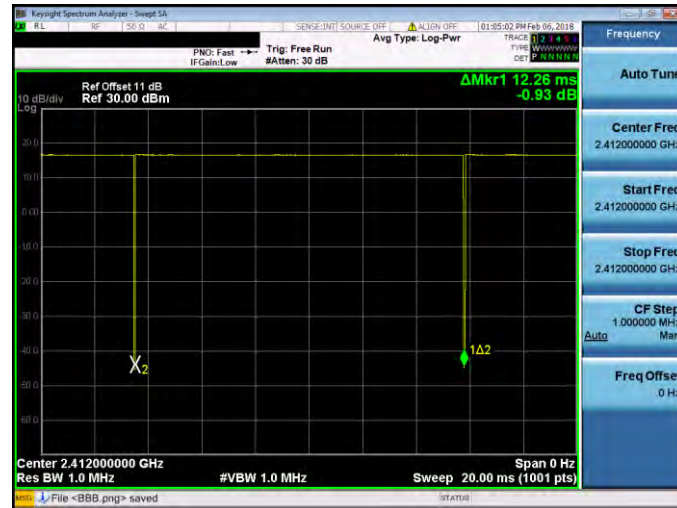 Keysight Spectrum Analyzer - Swept SA
RL RF 50 Ω AC SENSE:INT SOURCE OFF ALIGN OFF 01:05:02 PM Feb 06, 2018
Avg Type: Log-Pwr
TRACE 1 2 3 4 5 6
TYPE WWWWWWW
DET P N N N N N
PNO: Fast Trig: Free Run
IFGain:Low #Atten: 30 dB
ΔMkr1 12.26 ms
-0.93 dB
Ref Offset 11 dB
10 dB/div Ref 30.00 dBm
Log
20.0
10.0
0.00
-10.0
-20.0
-30.0
-40.0
-50.0
-60.0
2
1Δ2
Center 2.412000000 GHz Span 0 Hz
Res BW 1.0 MHz #VBW 1.0 MHz Sweep 20.00 ms (1001 pts)
MSG File <BBB.png> saved STATUS
Frequency
Auto Tune
Center Freq
2.412000000 GHz
Start Freq
2.412000000 GHz
Stop Freq
2.412000000 GHz
CF Step
1.000000 MHz
Auto Man
Freq Offset
0 Hz